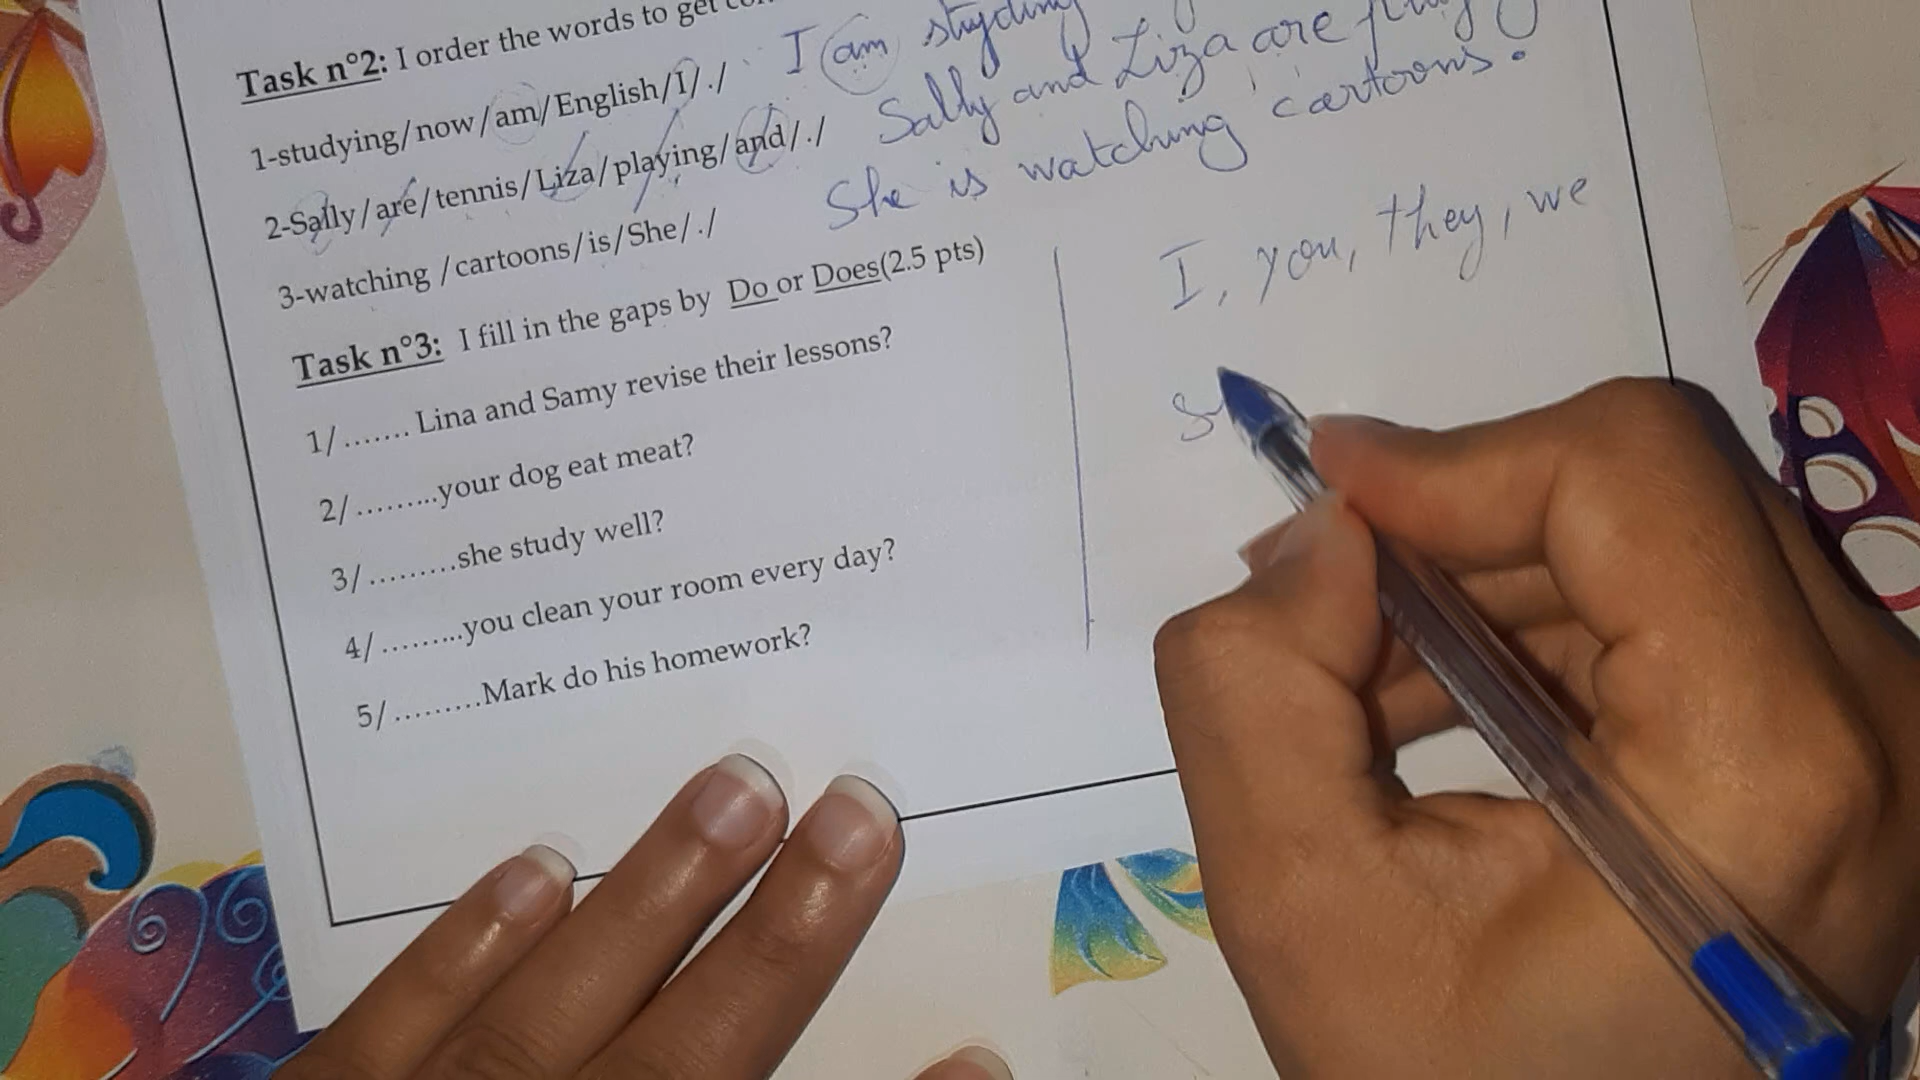 Task n°2: I order the words to get
I am studying
1-studying/now/am/English/I/./
Sally and Liza are
2-Sally/are/tennis/Liza/playing/and/./
She is watching cartoons.
3-watching /cartoons/is/She/./
Task n°3: I fill in the gaps by Do or Does(2.5 pts)
I, you, they, we
1/....... Lina and Samy revise their lessons?
2/.........your dog eat meat?
3/.........she study well?
4/.........you clean your room every day?
5/.........Mark do his homework?